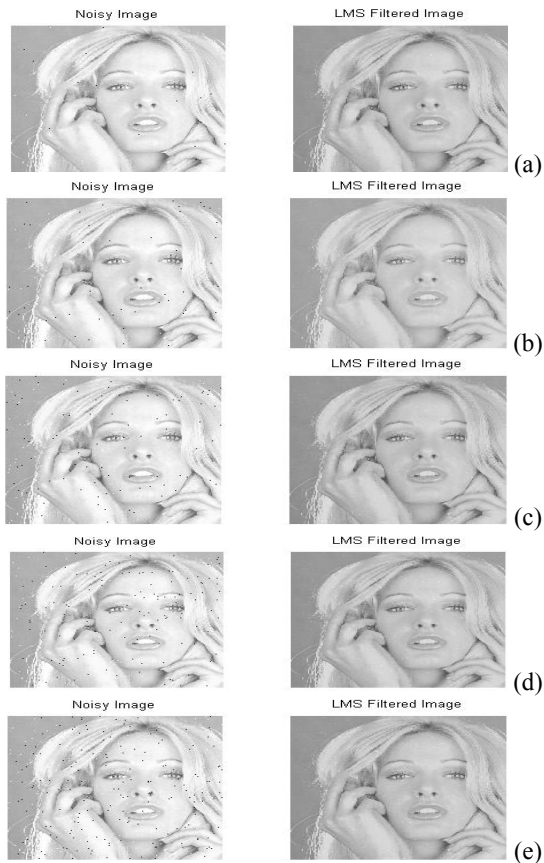 Noisy Image LMS Filtered Image
(a)
Noisy Image LMS Filtered Image
(b)
Noisy Image LMS Filtered Image
(c)
Noisy Image LMS Filtered Image
(d)
Noisy Image LMS Filtered Image
(e)